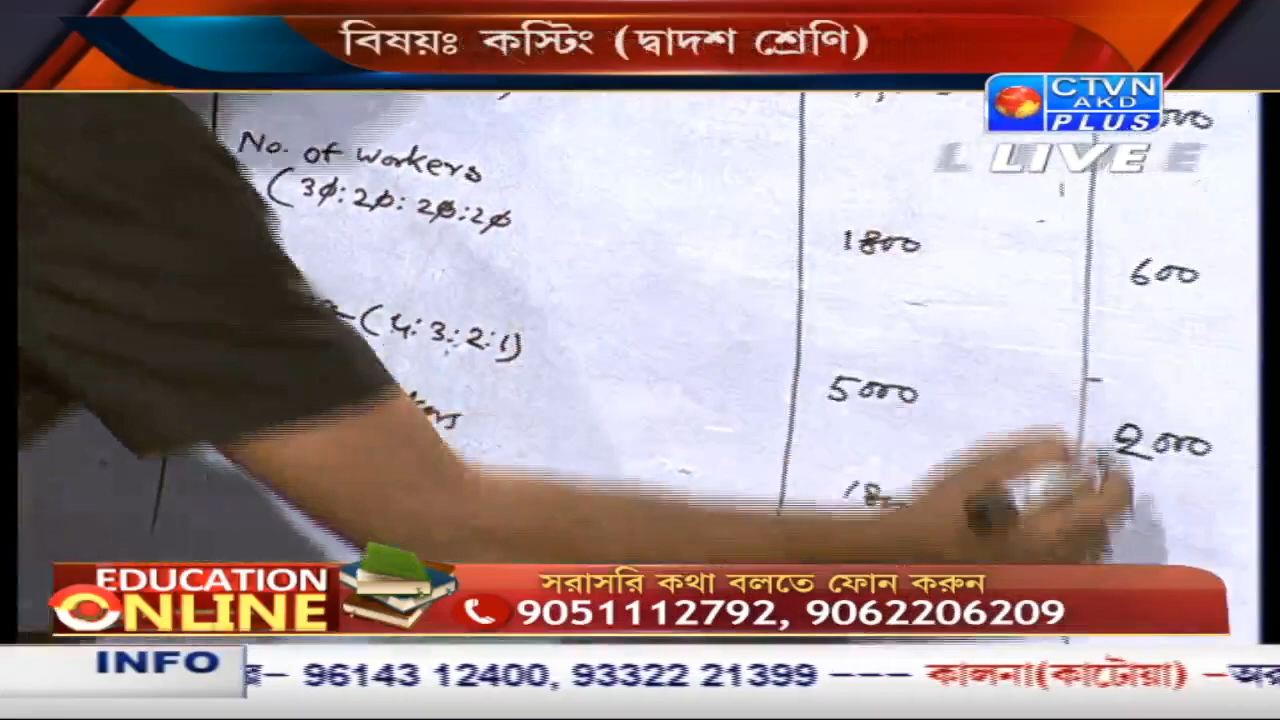 বিষয়ঃ কস্টিং (দ্বাদশ শ্রেণি)
CTVN
AKD
PLUS
LIVE
No. of workers
(30:20:20:20
1800
600
(4:3:2:1)
5000
2000
EDUCATION
ONLINE
সরাসরি কথা বলতে ফোন করুন
9051112792, 9062206209
INFO
– 96143 12400, 93322 21399 ––– কালনা(কাটোয়া) –